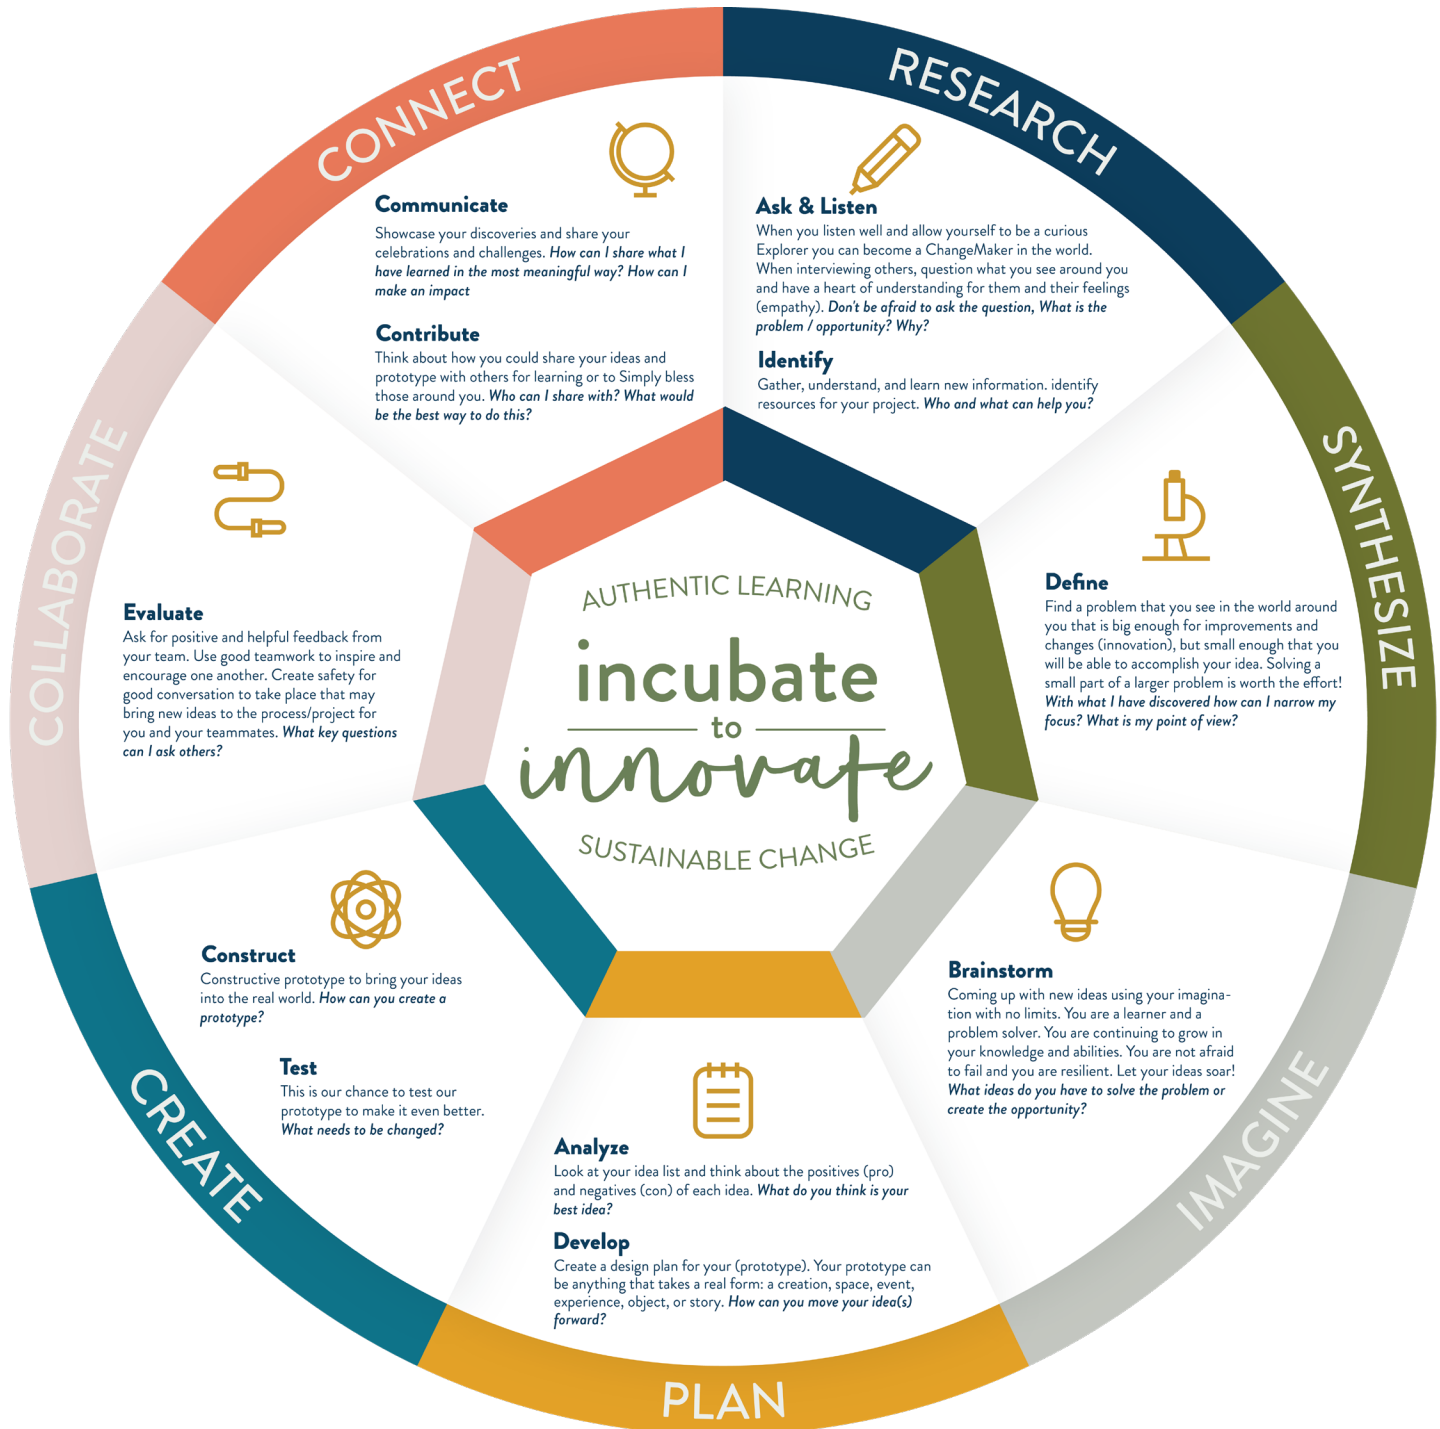 RESEARCH
Ask & Listen
When you listen well and allow yourself to be a curious
Explorer you can become a ChangeMaker in the world.
When interviewing others, question what you see around you
and have a heart of understanding for them and their feelings
(empathy). Don't be afraid to ask the question, What is the
problem / opportunity? Why?
Identify
Gather, understand, and learn new information. identify
resources for your project. Who and what can help you?
SYNTHESIZE
Define
Find a problem that you see in the world around
you that is big enough for improvements and
changes (innovation), but small enough that you
will be able to accomplish your idea. Solving a
small part of a larger problem is worth the effort!
With what I have discovered how can I narrow my
focus? What is my point of view?
IMAGINE
Brainstorm
Coming up with new ideas using your imagina-
tion with no limits. You are a learner and a
problem solver. You are continuing to grow in
your knowledge and abilities. You are not afraid
to fail and you are resilient. Let your ideas soar!
What ideas do you have to solve the problem or
create the opportunity?
PLAN
Analyze
Look at your idea list and think about the positives (pro)
and negatives (con) of each idea. What do you think is your
best idea?
Develop
Create a design plan for your (prototype). Your prototype can
be anything that takes a real form: a creation, space, event,
experience, object, or story. How can you move your idea(s)
forward?
CREATE
Construct
Constructive prototype to bring your ideas
into the real world. How can you create a
prototype?
Test
This is our chance to test our
prototype to make it even better.
What needs to be changed?
COLLABORATE
Evaluate
Ask for positive and helpful feedback from
your team. Use good teamwork to inspire and
encourage one another. Create safety for
good conversation to take place that may
bring new ideas to the process/project for
you and your teammates. What key questions
can I ask others?
CONNECT
Communicate
Showcase your discoveries and share your
celebrations and challenges. How can I share what I
have learned in the most meaningful way? How can I
make an impact
Contribute
Think about how you could share your ideas and
prototype with others for learning or to Simply bless
those around you. Who can I share with? What would
be the best way to do this?
AUTHENTIC LEARNING
incubate
to
innovate
SUSTAINABLE CHANGE